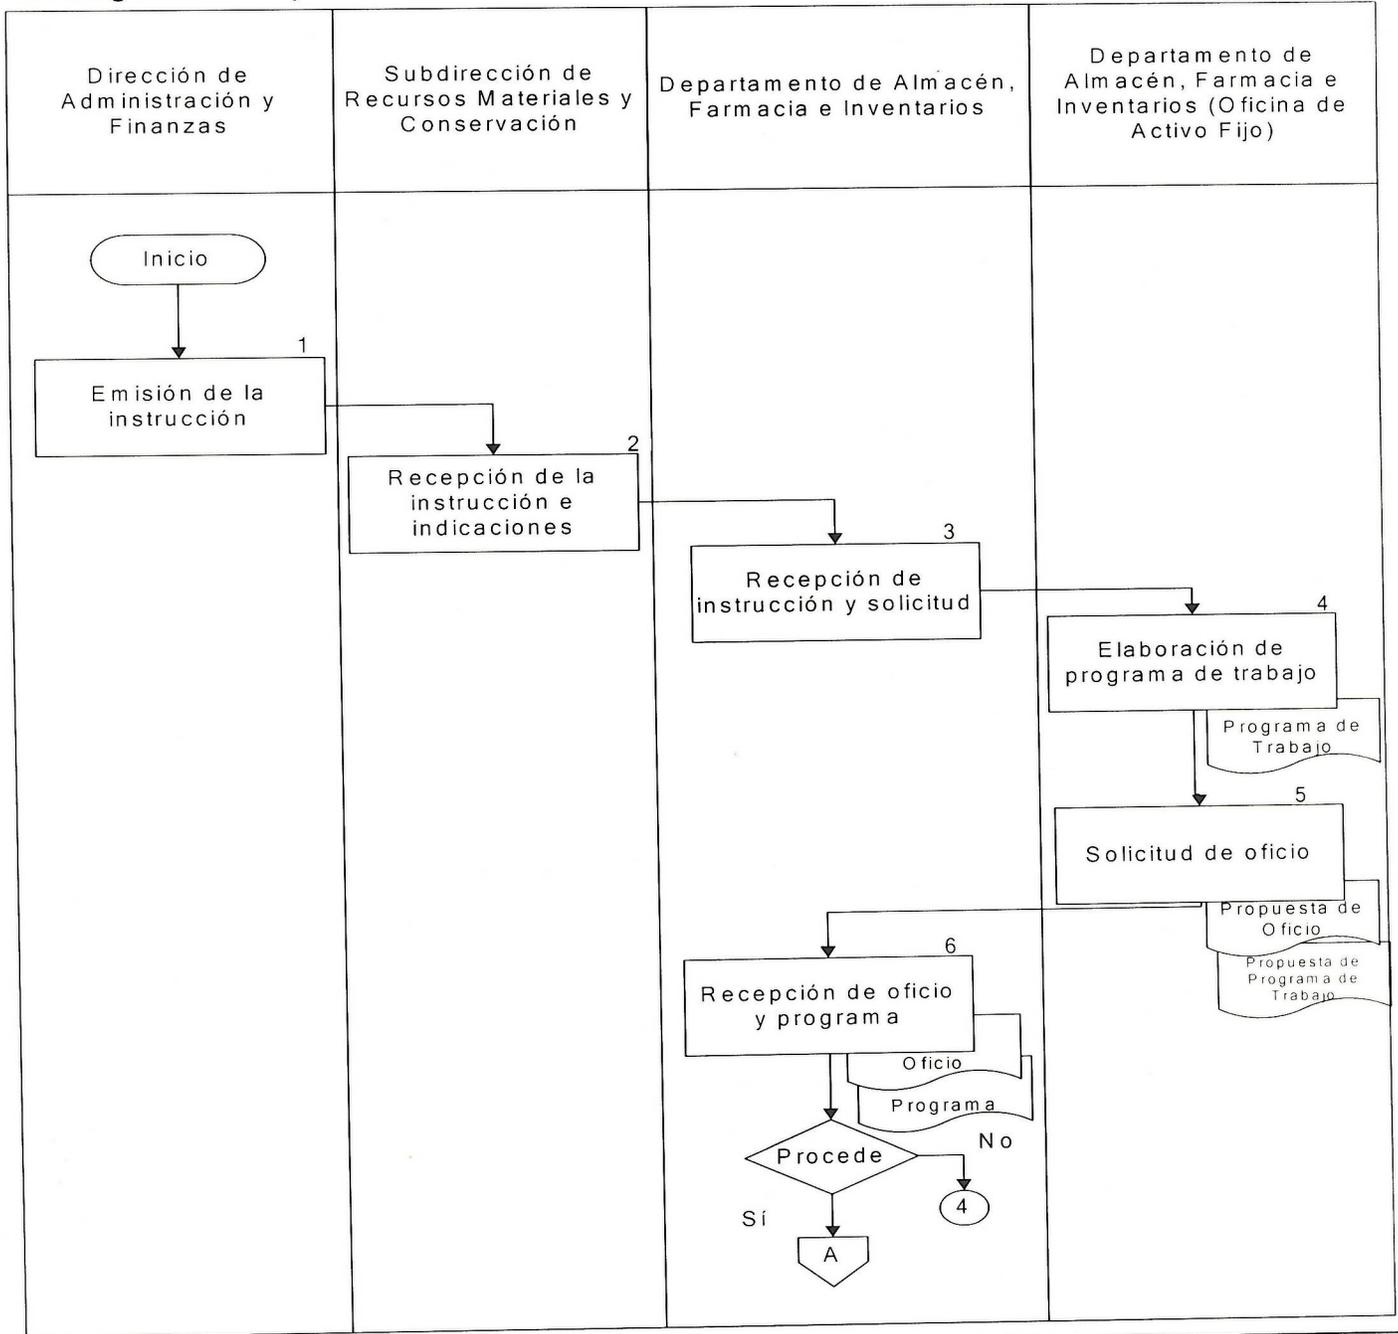 Dirección de
Administración y
Finanzas
Subdirección de
Recursos Materiales y
Conservación
Departamento de Almacén,
Farmacia e Inventarios
Departamento de
Almacén, Farmacia e
Inventarios (Oficina de
Activo Fijo)
Inicio
1
Emisión de la
instrucción
2
Recepción de la
instrucción e
indicaciones
3
Recepción de
instrucción y solicitud
4
Elaboración de
programa de trabajo
Programa de
Trabajo
5
Solicitud de oficio
Propuesta de
Oficio
Propuesta de
Programa de
Trabajo
6
Recepción de oficio
y programa
Oficio
Programa
Procede
No
4
Sí
A